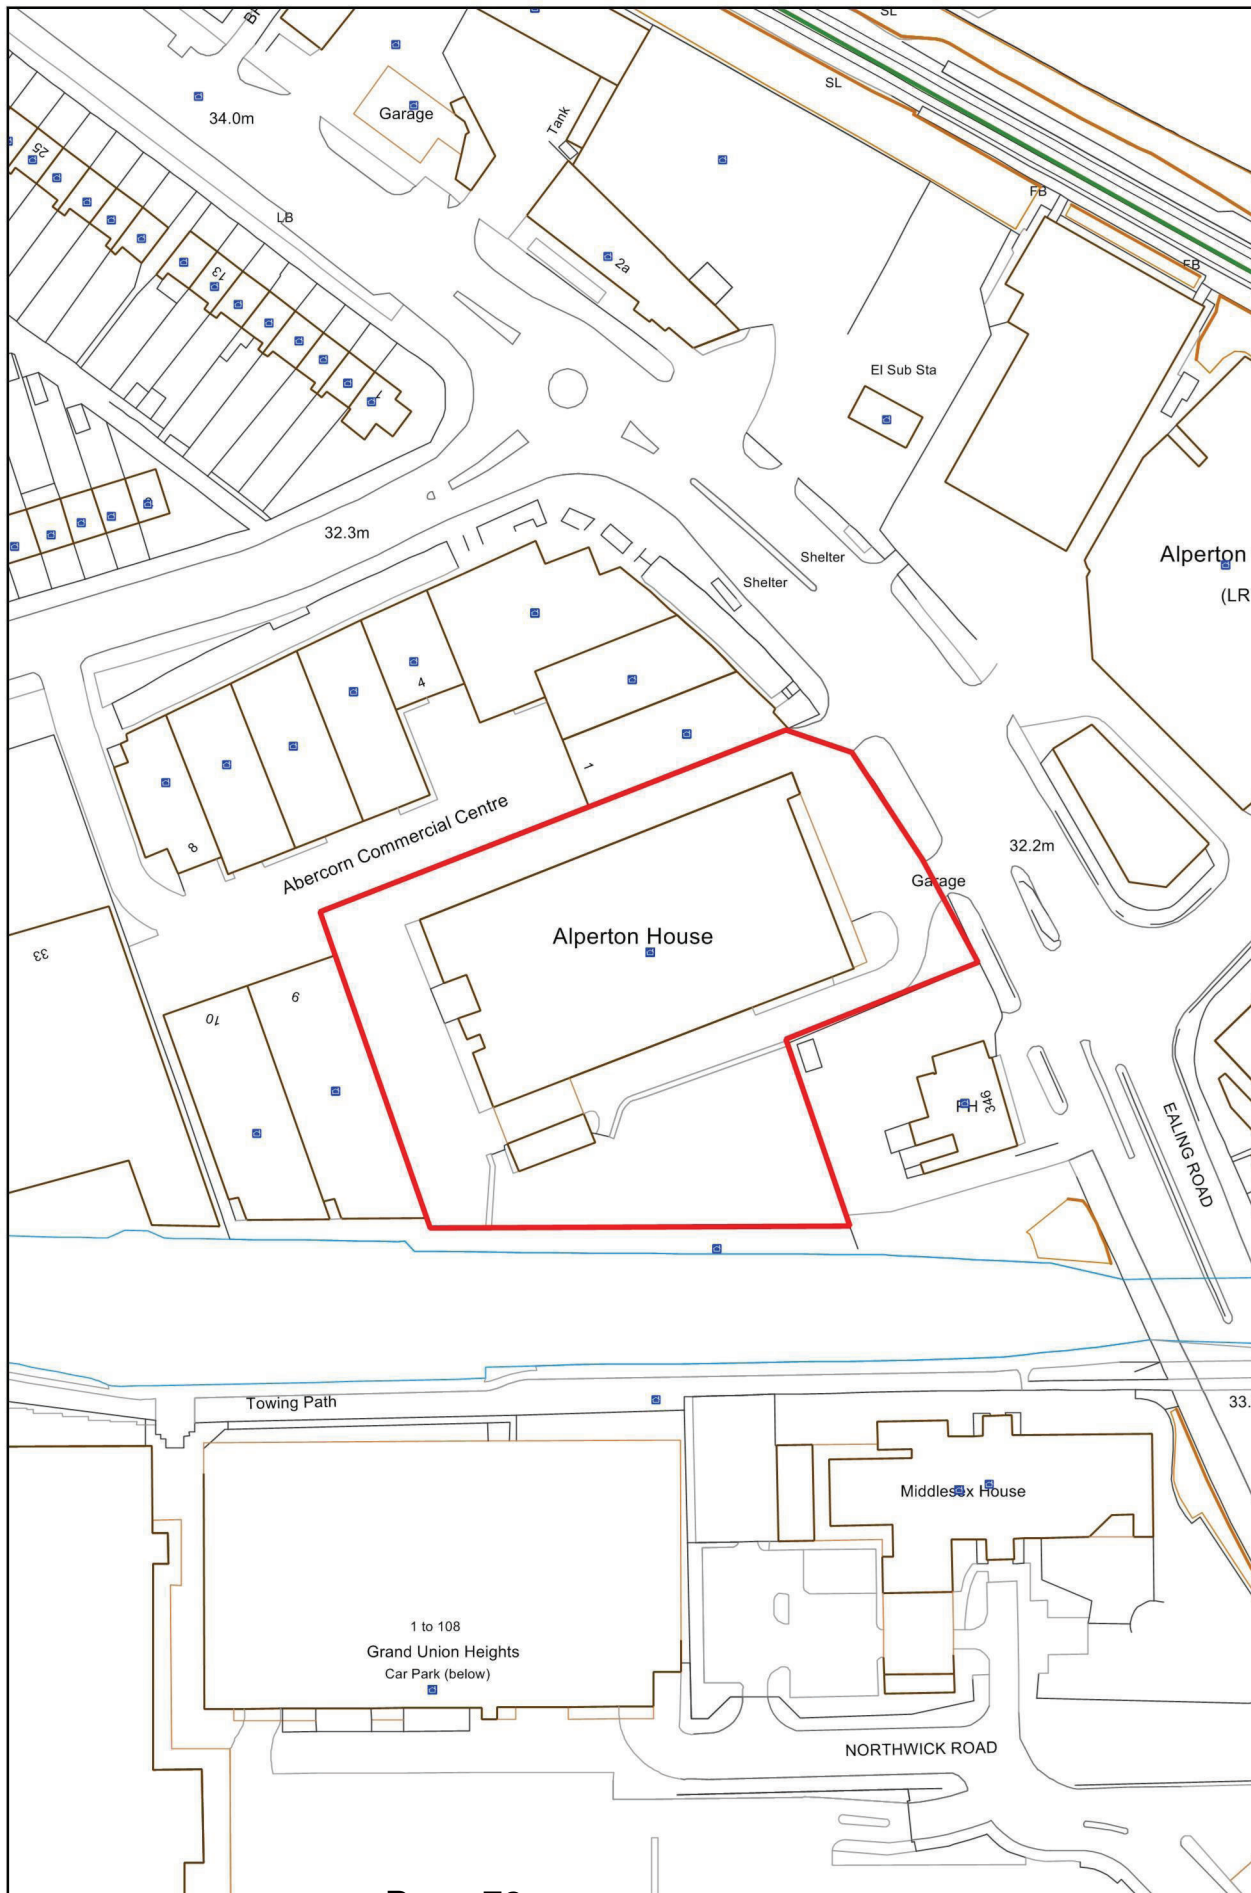 SL
SL
34.0m
Garage
Tank
25
LB
FB
13
2a
FB
El Sub Sta
1
32.3m
Shelter
Alperton
Shelter
(LR
4
1
8
Abercorn Commercial Centre
32.2m
Garage
Alperton House
33
9
10
PH
346
EALING ROAD
Towing Path
33.
Middlesex House
1 to 108
Grand Union Heights
Car Park (below)
NORTHWICK ROAD